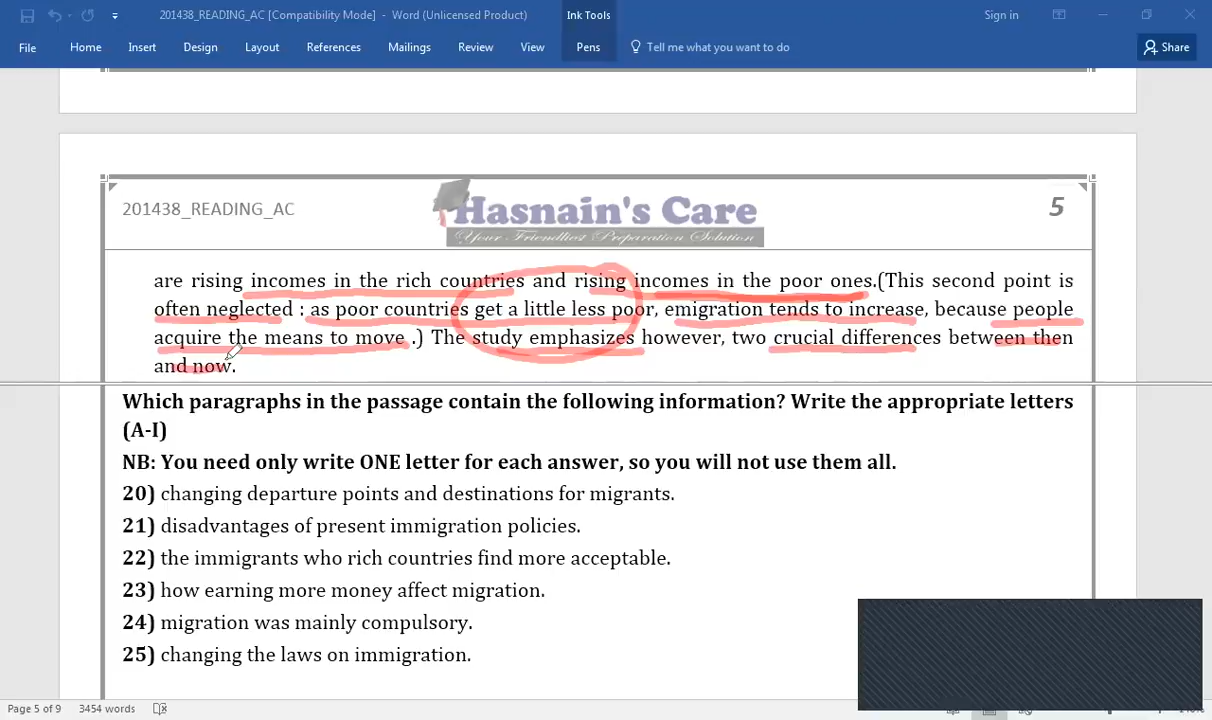 201438_READING_AC [Compatibility Mode] - Word (Unlicensed Product)
Ink Tools
Sign in
File
Home
Insert
Design
Layout
References
Mailings
Review
View
Pens
Tell me what you want to do
Share
201438_READING_AC
Hasnain's Care
Your Friendliest Preparation Solution
5
are rising incomes in the rich countries and rising incomes in the poor ones.(This second point is
often neglected : as poor countries get a little less poor, emigration tends to increase, because people
acquire the means to move .) The study emphasizes however, two crucial differences between then
and now.
Which paragraphs in the passage contain the following information? Write the appropriate letters
(A-I)
NB: You need only write ONE letter for each answer, so you will not use them all.
20) changing departure points and destinations for migrants.
21) disadvantages of present immigration policies.
22) the immigrants who rich countries find more acceptable.
23) how earning more money affect migration.
24) migration was mainly compulsory.
25) changing the laws on immigration.
Page 5 of 9
3454 words